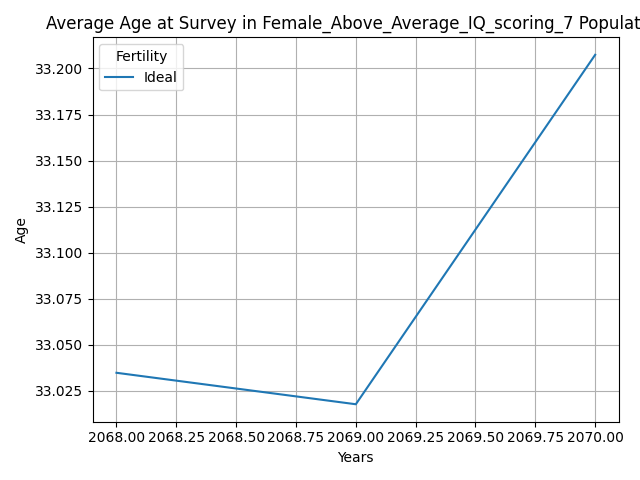 Average Age at Survey in Female_Above_Average_IQ_scoring_7 Populat
Fertility
Ideal
33.200
33.175
33.150
33.125
33.100
33.075
33.050
33.025
Age
2068.00 2068.25 2068.50 2068.75 2069.00 2069.25 2069.50 2069.75 2070.00
Years